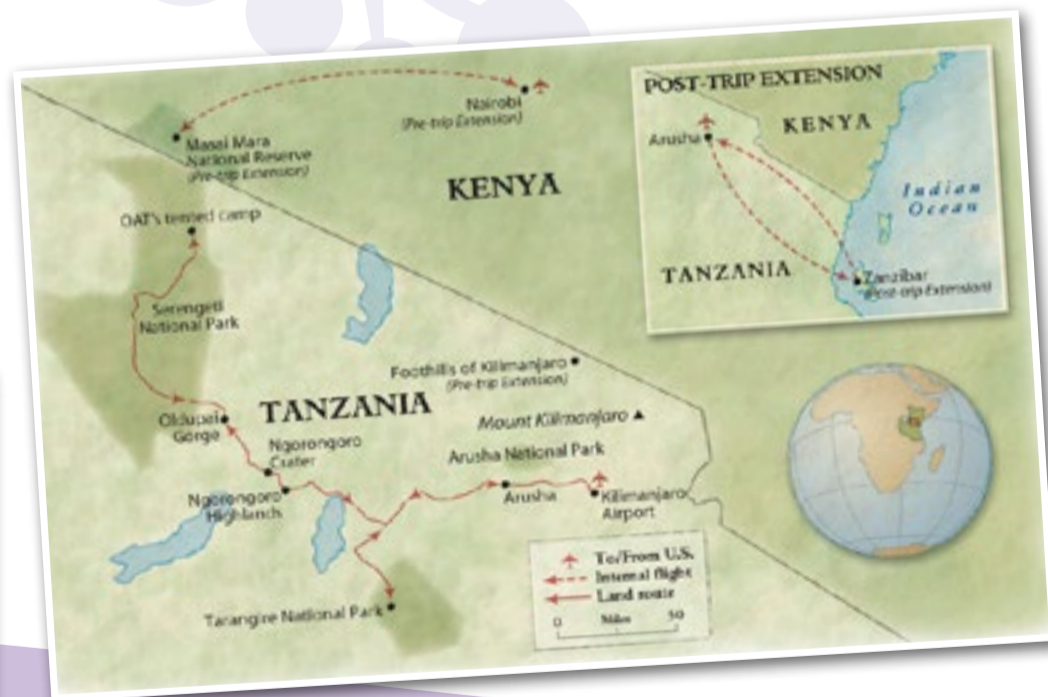 Nairobi
(Pre-trip Extension)
Masai Mara
National Reserve
(Pre-trip Extension)
KENYA
OAT's tented camp
Serengeti
National Park
Foothills of Kilimanjaro
(Pre-trip Extension)
TANZANIA
Mount Kilimanjaro
Oldupai
Gorge
Ngorongoro
Crater
Arusha National Park
Ngorongoro
Highlands
Arusha
Kilimanjaro
Airport
Tarangire National Park
To/From U.S.
Internal flight
Land route
0 Miles 50
POST-TRIP EXTENSION
KENYA
Arusha
Indian
Ocean
TANZANIA
Zanzibar
(Post-trip Extension)